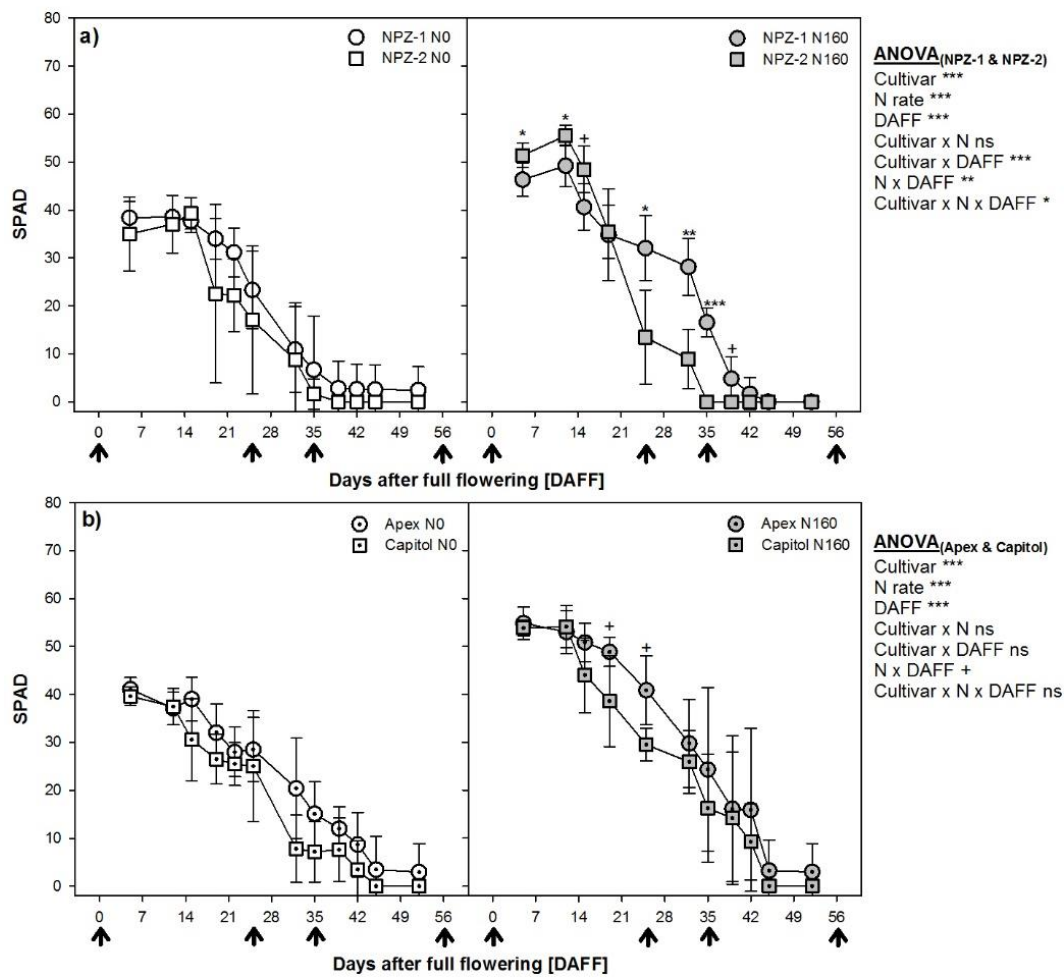 a)
NPZ-1 N0
NPZ-2 N0
NPZ-1 N160
NPZ-2 N160
80
70
60
50
40
30
20
10
0
SPAD
* * + * ** *** +
0 7 14 21 28 35 42 49 56
0 7 14 21 28 35 42 49 56
Days after full flowering [DAFF]
ANOVA(NPZ-1 & NPZ-2)
Cultivar ***
N rate ***
DAFF ***
Cultivar x N ns
Cultivar x DAFF ***
N x DAFF **
Cultivar x N x DAFF *
b)
Apex N0
Capitol N0
Apex N160
Capitol N160
80
70
60
50
40
30
20
10
0
SPAD
+ +
0 7 14 21 28 35 42 49 56
0 7 14 21 28 35 42 49 56
Days after full flowering [DAFF]
ANOVA(Apex & Capitol)
Cultivar ***
N rate ***
DAFF ***
Cultivar x N ns
Cultivar x DAFF ns
N x DAFF +
Cultivar x N x DAFF ns